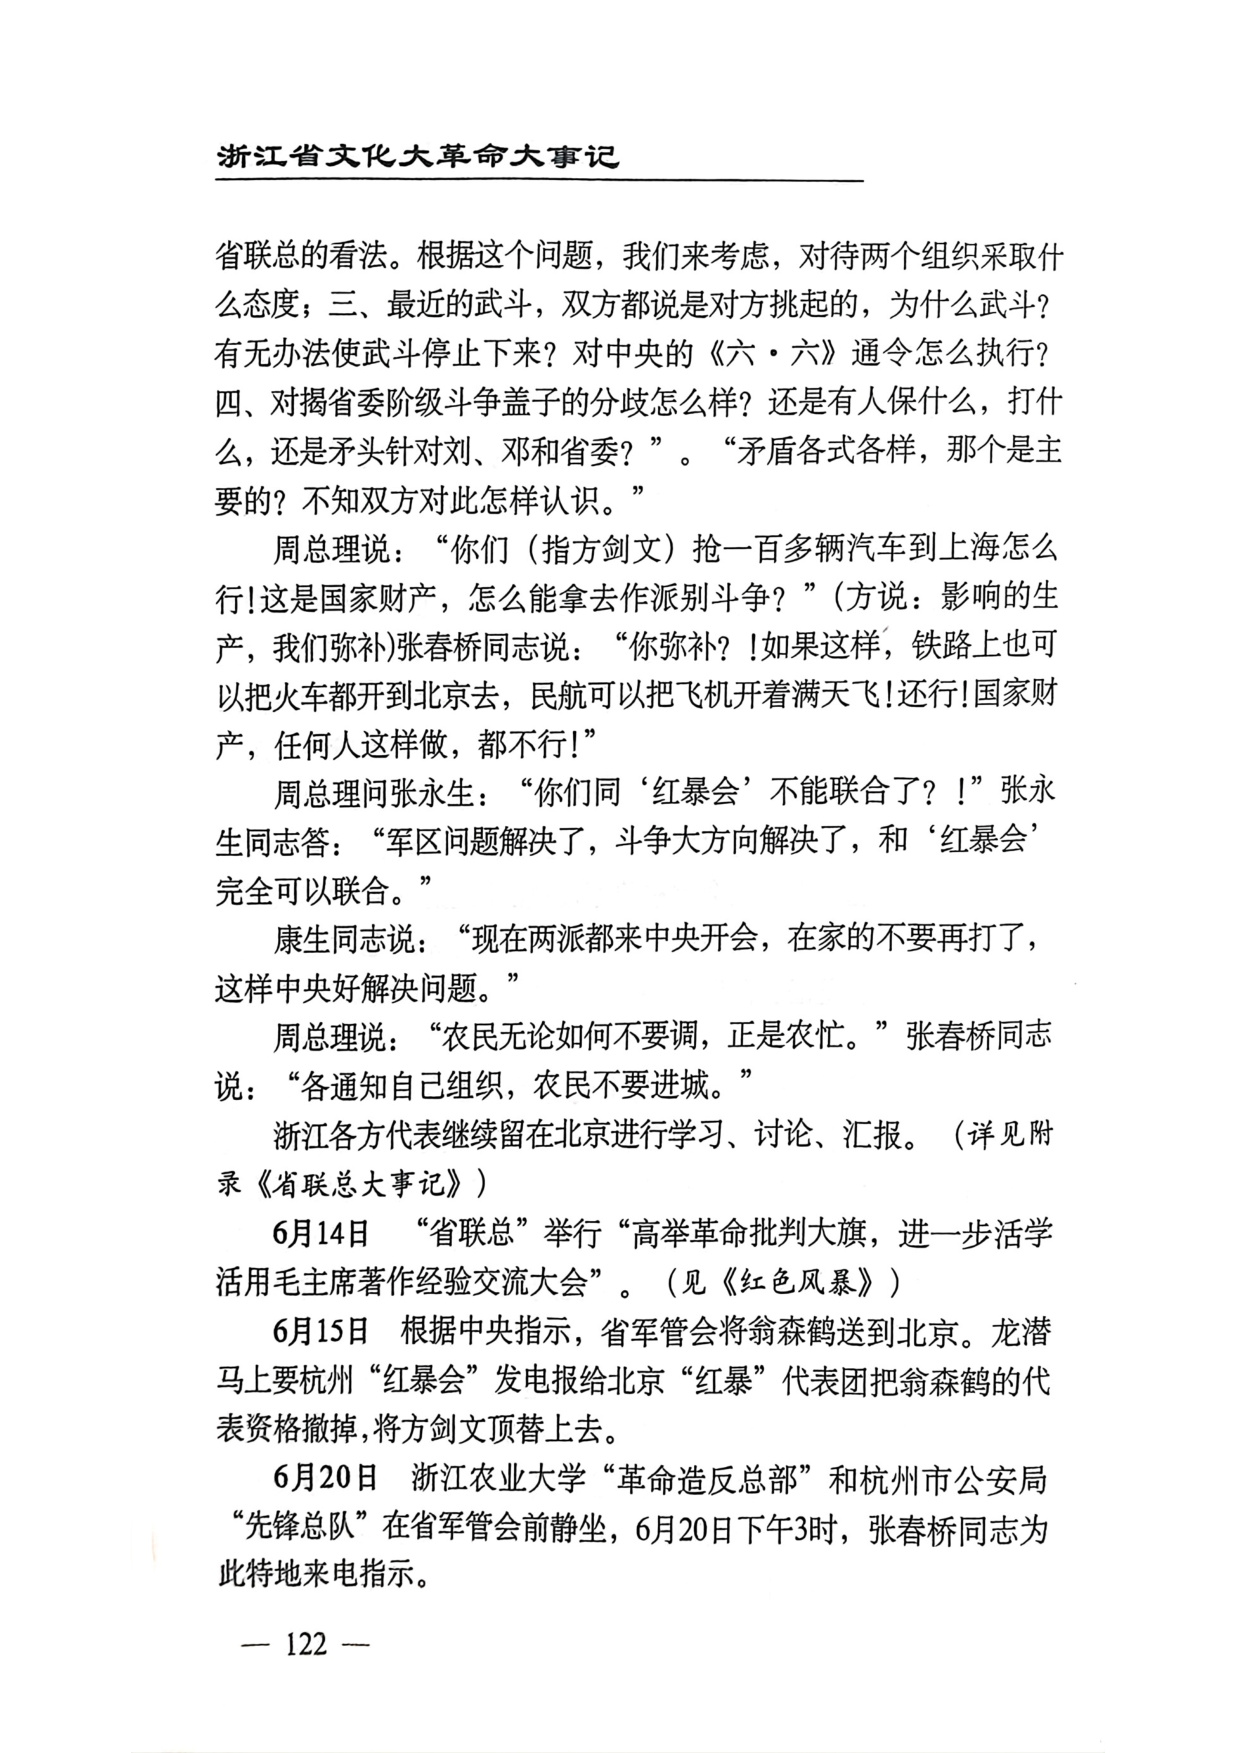 浙江省文化大革命大事记
省联总的看法。根据这个问题，我们来考虑，对待两个组织采取什
么态度；三、最近的武斗，双方都说是对方挑起的，为什么武斗？
有无办法使武斗停止下来？对中央的《六·六》通令怎么执行？
四、对揭省委阶级斗争盖子的分歧怎么样？还是有人保什么，打什
么，还是矛头针对刘、邓和省委？”。“矛盾各式各样，那个是主
要的？不知双方对此怎样认识。”
周总理说：“你们（指方剑文）抢一百多辆汽车到上海怎么
行！这是国家财产，怎么能拿去作派别斗争？”（方说：影响的生
产，我们弥补)张春桥同志说：“你弥补？！如果这样，铁路上也可
以把火车都开到北京去，民航可以把飞机开着满天飞！还行！国家财
产，任何人这样做，都不行！”
周总理问张永生：“你们同‘红暴会’不能联合了？！”张永
生同志答：“军区问题解决了，斗争大方向解决了，和‘红暴会’
完全可以联合。”
康生同志说：“现在两派都来中央开会，在家的不要再打了，
这样中央好解决问题。”
周总理说：“农民无论如何不要调，正是农忙。”张春桥同志
说：“各通知自己组织，农民不要进城。”
浙江各方代表继续留在北京进行学习、讨论、汇报。（详见附
录《省联总大事记》）
6月14日　“省联总”举行“高举革命批判大旗，进一步活学
活用毛主席著作经验交流大会”。（见《红色风暴》）
6月15日　根据中央指示，省军管会将翁森鹤送到北京。龙潜
马上要杭州“红暴会”发电报给北京“红暴”代表团把翁森鹤的代
表资格撤掉,将方剑文顶替上去。
6月20日　浙江农业大学“革命造反总部”和杭州市公安局
“先锋总队”在省军管会前静坐，6月20日下午3时，张春桥同志为
此特地来电指示。
— 122 —